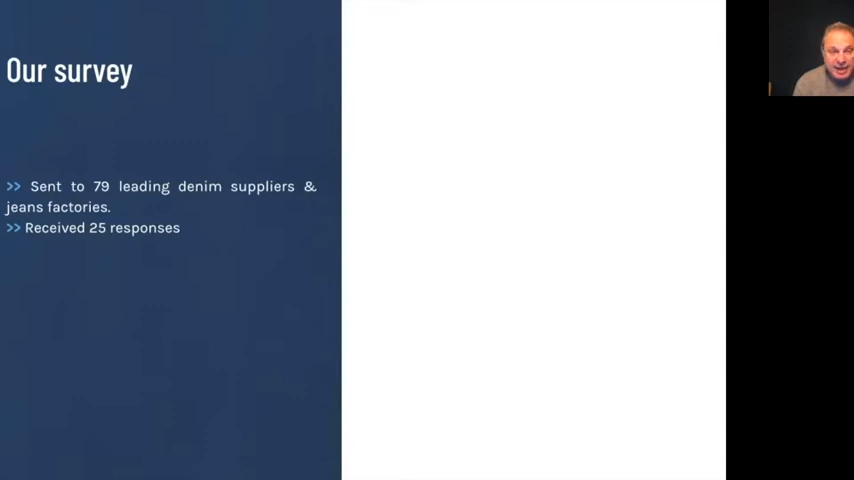 Our survey
>> Sent to 79 leading denim suppliers &
jeans factories.
>> Received 25 responses